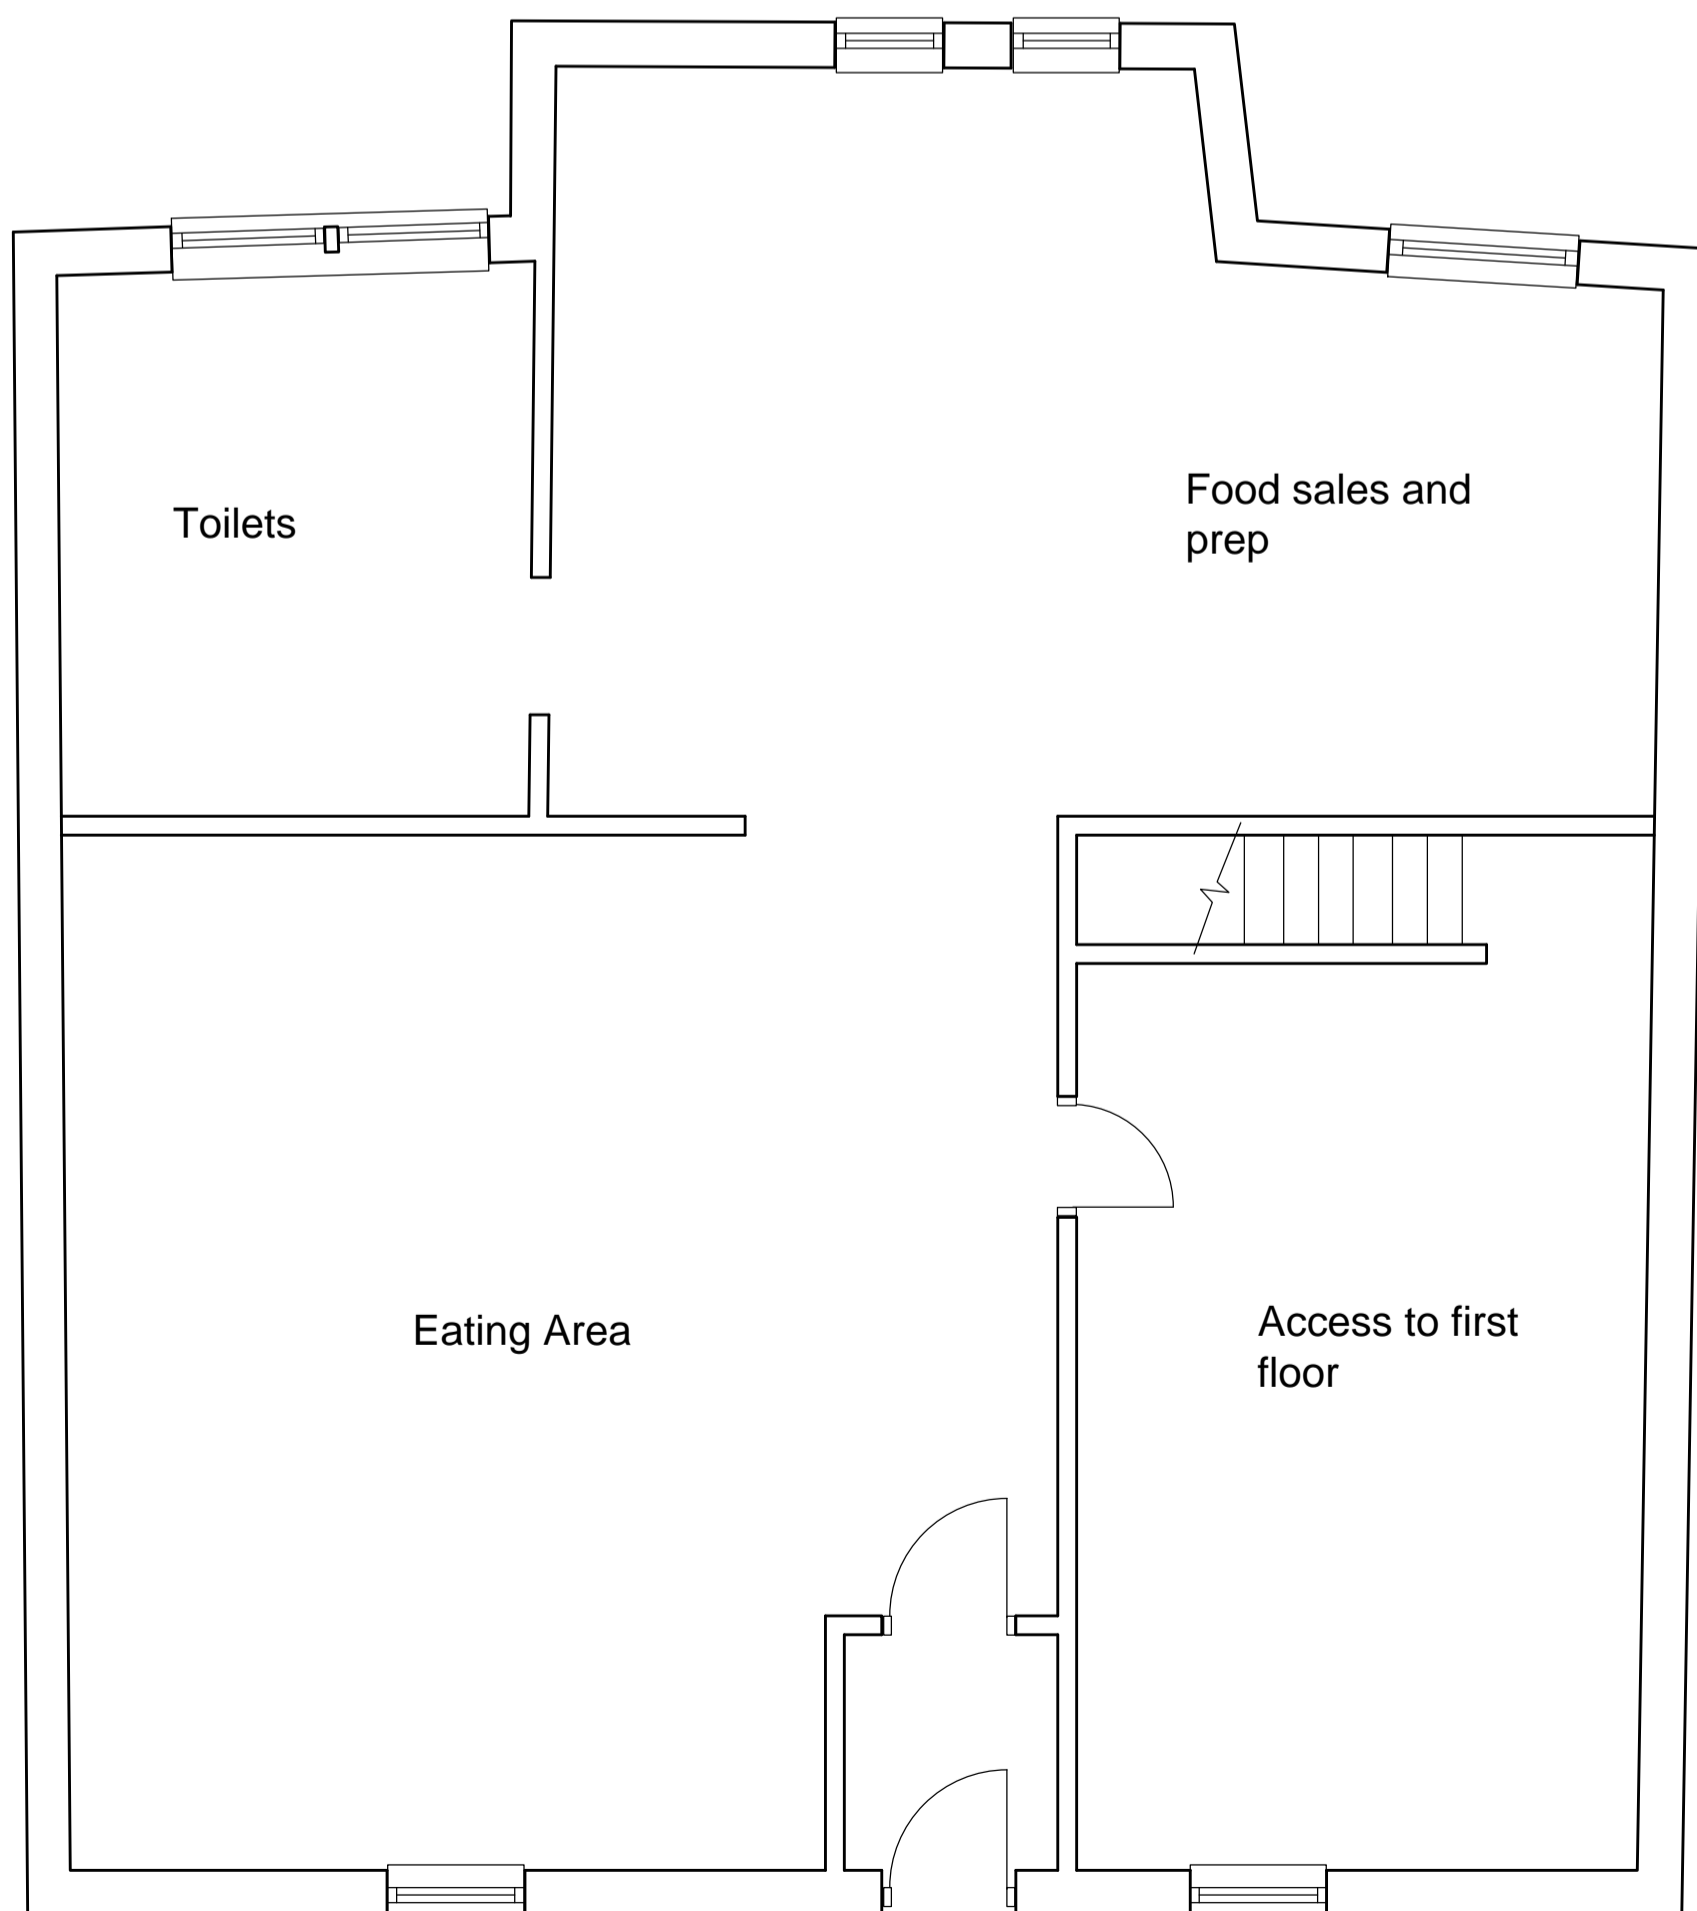 Food sales and
prep
Toilets
Access to first
floor
Eating Area